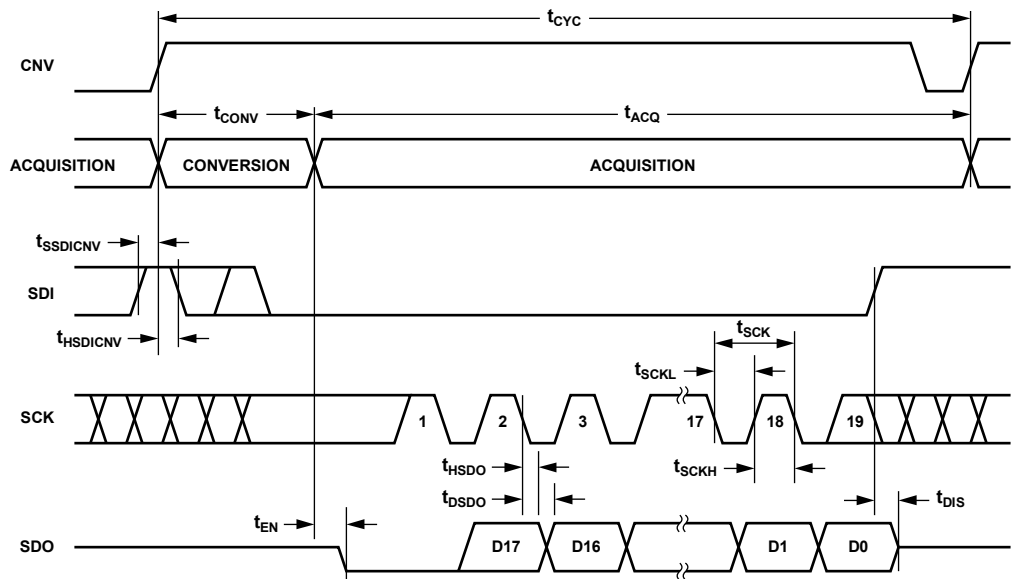 tCYC
CNV
tCONV
tACQ
ACQUISITION
CONVERSION
ACQUISITION
tSSDICNV
SDI
tHSDICNV
tSCK
tSCKL
SCK
1
2
3
17
18
19
tHSDO
tSCKH
tDSDO
tEN
tDIS
SDO
D17
D16
D1
D0